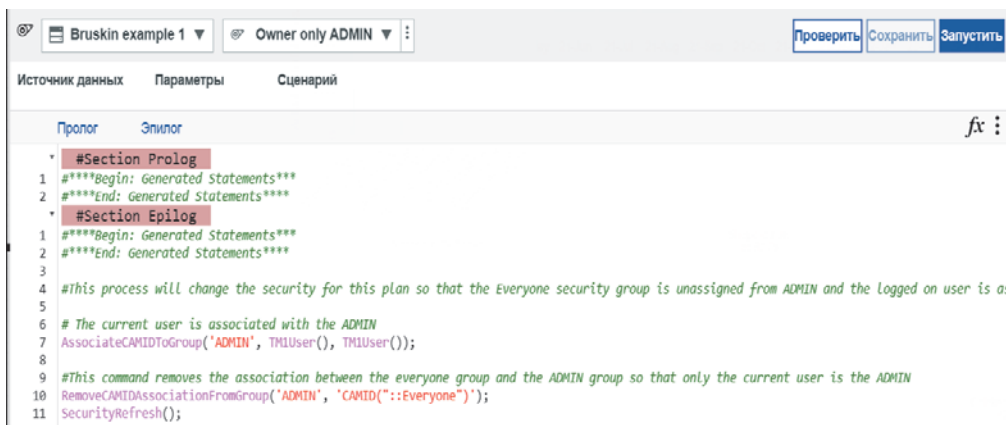 Bruskin example 1 Owner only ADMIN Проверить Сохранить Запустить
Источник данных Параметры Сценарий
Пролог Эпилог fx
#Section Prolog
1 #****Begin: Generated Statements***
2 #****End: Generated Statements****
#Section Epilog
1 #****Begin: Generated Statements***
2 #****End: Generated Statements****
3
4 #This process will change the security for this plan so that the Everyone security group is unassigned from ADMIN and the logged on user is as
5
6 # The current user is associated with the ADMIN
7 AssociateCAMIDToGroup('ADMIN', TM1User(), TM1User());
8
9 #This command removes the association between the everyone group and the ADMIN group so that only the current user is the ADMIN
10 RemoveCAMIDAssociationFromGroup('ADMIN', 'CAMID("::Everyone")');
11 SecurityRefresh();